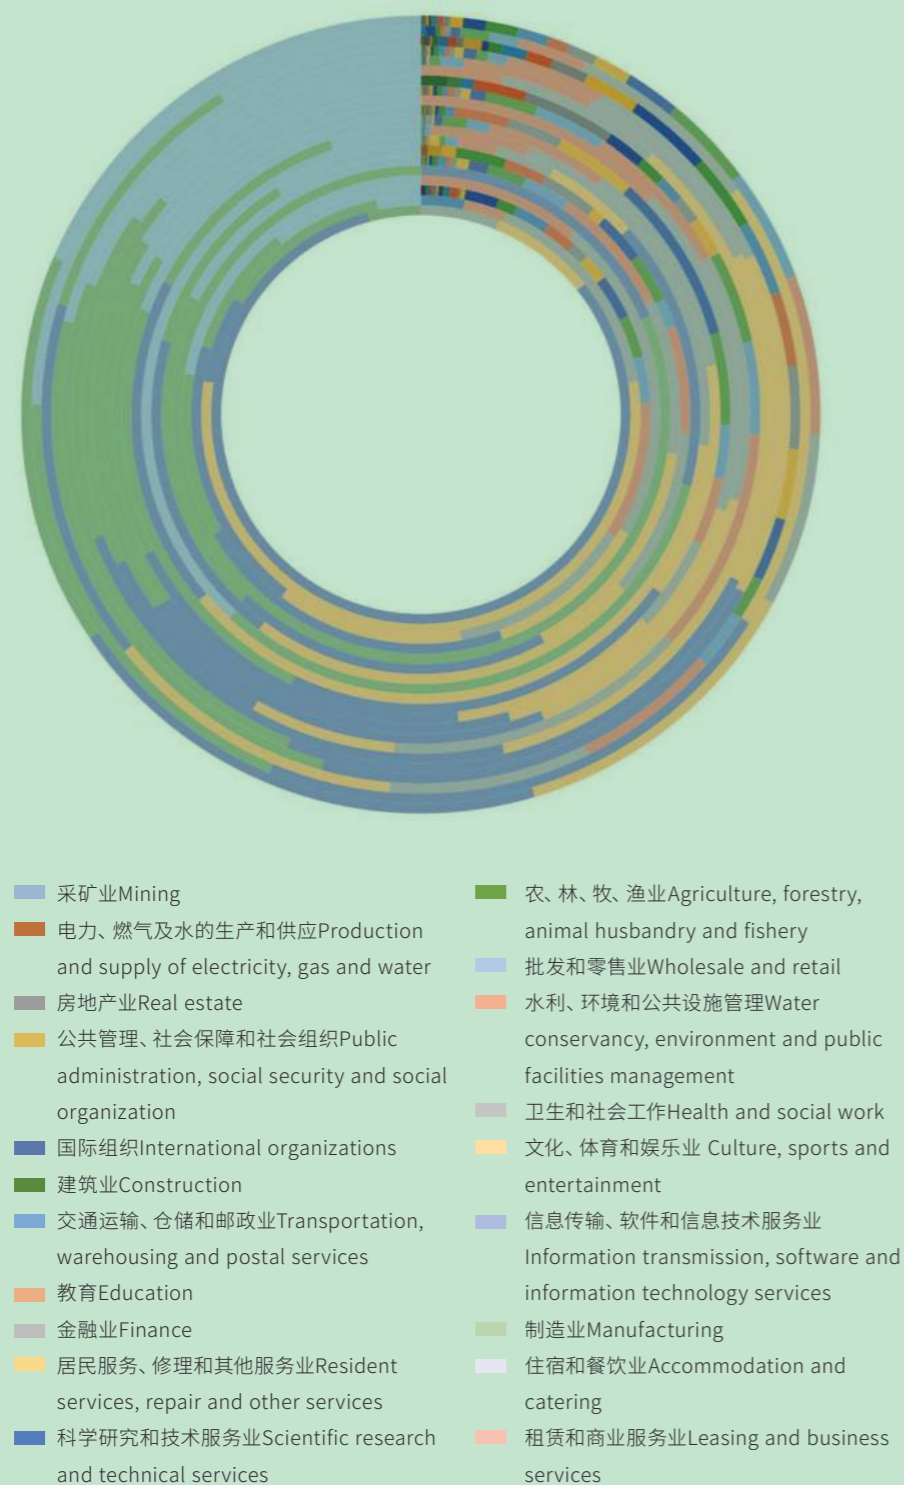 采矿业Mining
电力、燃气及水的生产和供应Production
and supply of electricity, gas and water
房地产业Real estate
公共管理、社会保障和社会组织Public
administration, social security and social
organization
国际组织International organizations
建筑业Construction
交通运输、仓储和邮政业Transportation,
warehousing and postal services
教育Education
金融业Finance
居民服务、修理和其他服务业Resident
services, repair and other services
科学研究和技术服务业Scientific research
and technical services
农、林、牧、渔业Agriculture, forestry,
animal husbandry and fishery
批发和零售业Wholesale and retail
水利、环境和公共设施管理Water
conservancy, environment and public
facilities management
卫生和社会工作Health and social work
文化、体育和娱乐业 Culture, sports and
entertainment
信息传输、软件和信息技术服务业
Information transmission, software and
information technology services
制造业Manufacturing
住宿和餐饮业Accommodation and
catering
租赁和商业服务业Leasing and business
services